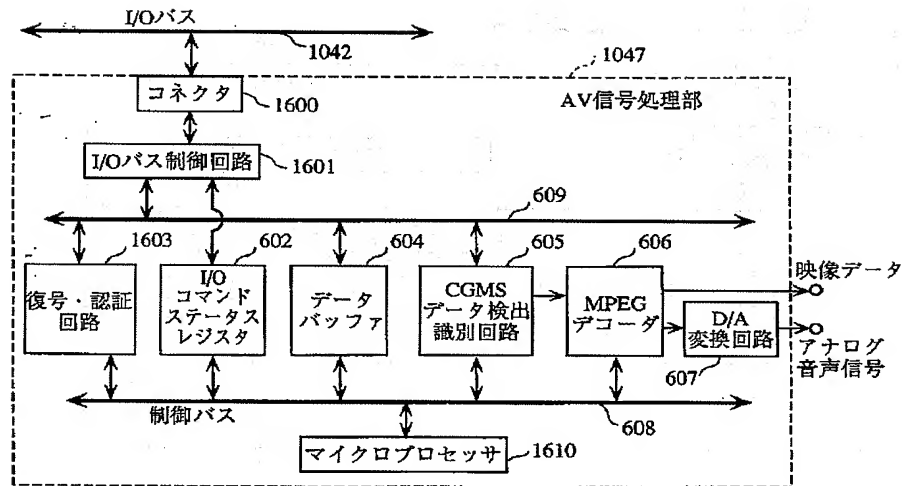 I/Oバス
1042
1047
コネクタ
1600
AV信号処理部
I/Oバス制御回路
1601
609
1603
602
604
605
606
復号・認証
回路
I/O
コマンド
ステータス
レジスタ
データ
バッファ
CGMS
データ検出
識別回路
MPEG
デコーダ
映像データ
D/A
変換回路
アナログ
音声信号
607
制御バス
608
マイクロプロセッサ
1610